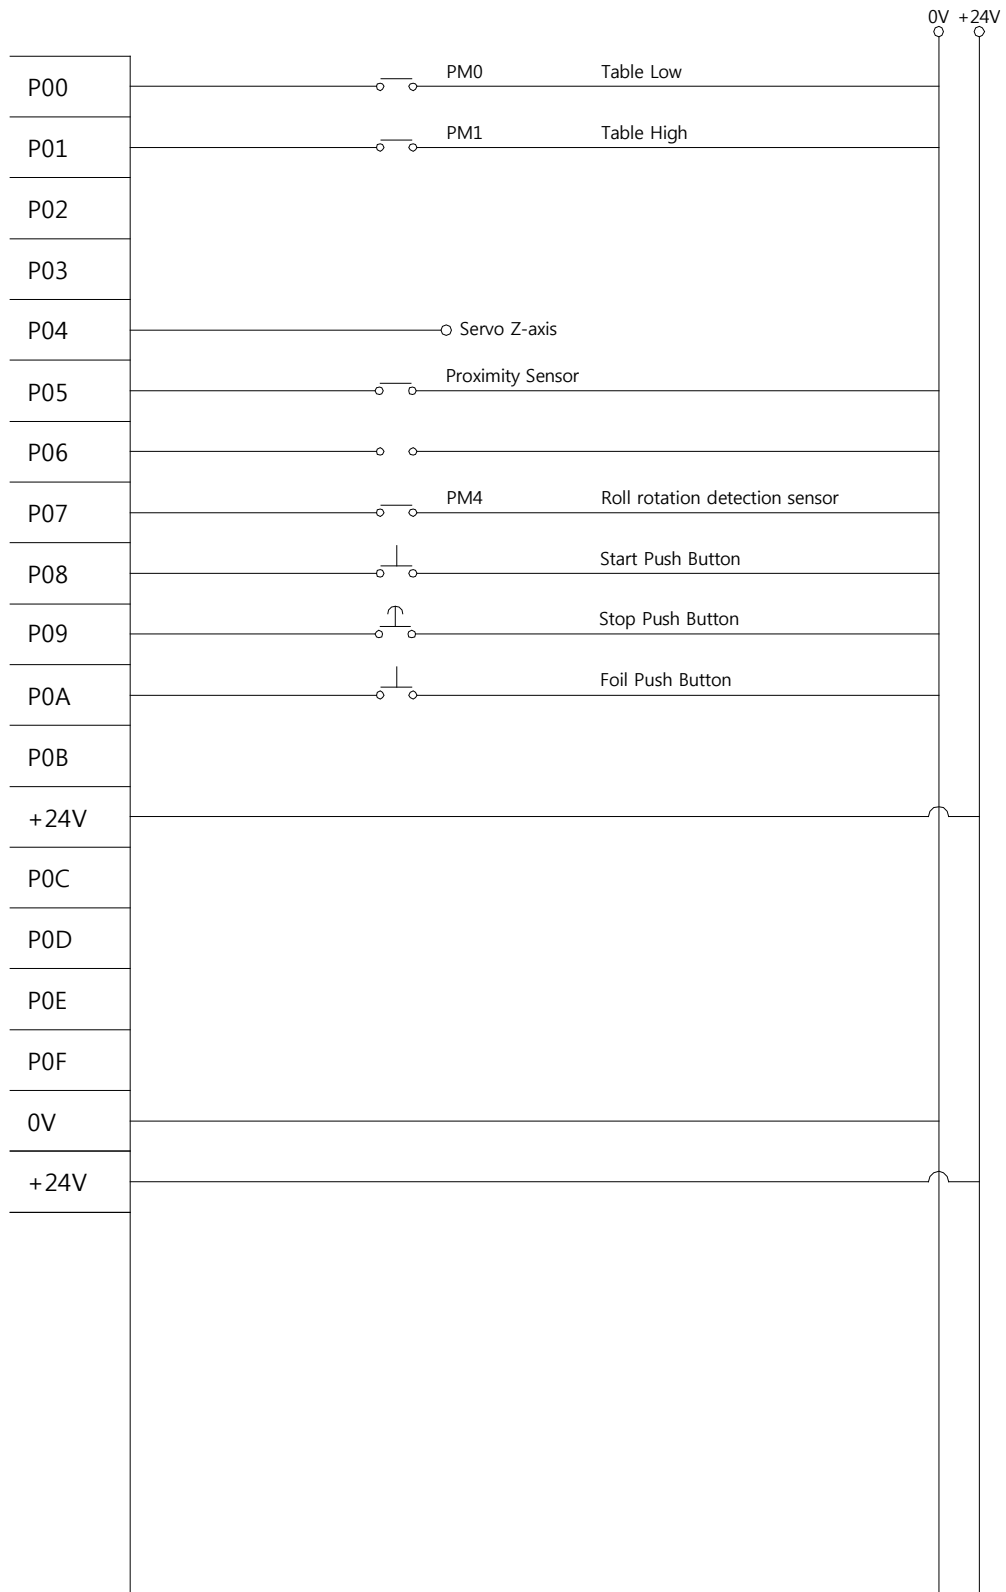 0V +24V
P00 PM0 Table Low
P01 PM1 Table High
P02
P03
P04 Servo Z-axis
P05 Proximity Sensor
P06
P07 PM4 Roll rotation detection sensor
P08 Start Push Button
P09 Stop Push Button
P0A Foil Push Button
P0B
+24V
P0C
P0D
P0E
P0F
0V
+24V